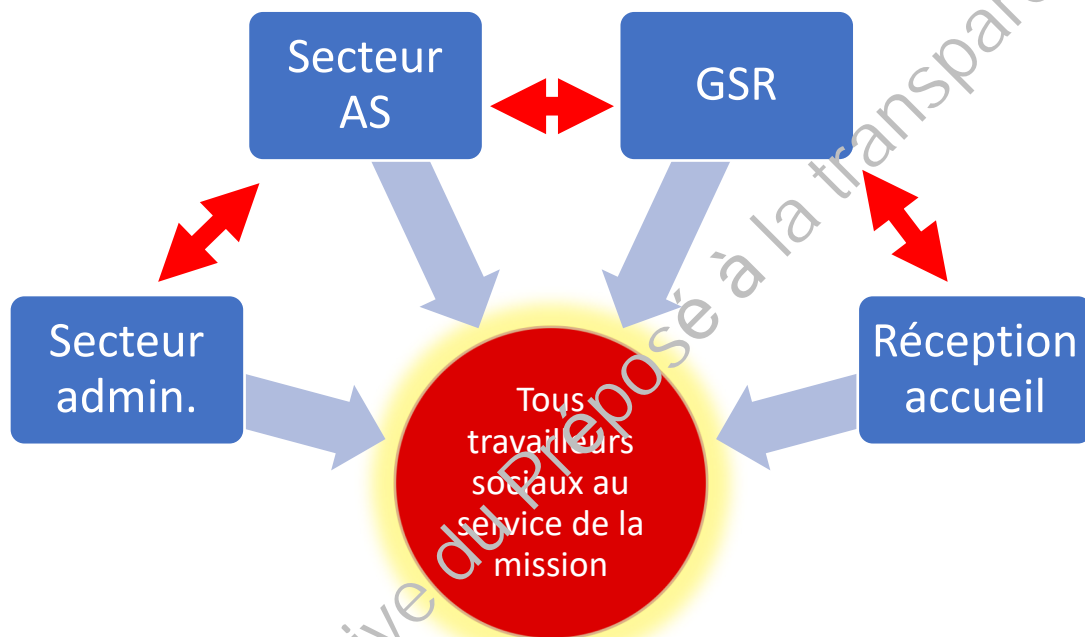 Secteur
AS
GSR
Secteur
admin.
Réception
accueil
Tous
travailleurs
sociaux au
service de la
mission
du Préposé à la